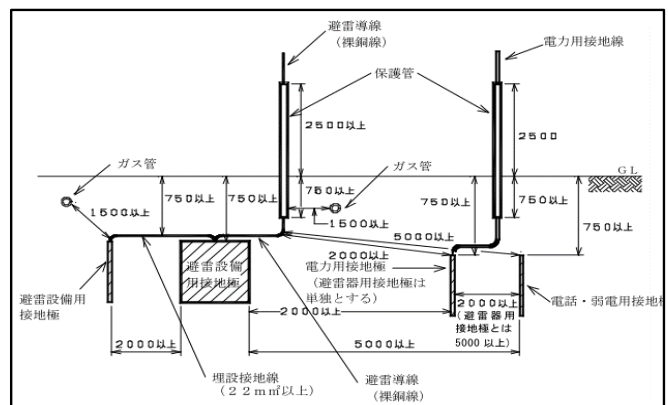 避雷導線
(裸銅線)
電力用接地線
保護管
2500以上
2500
ガス管
ガス管
GL
750以上
750以上
750以上
750以上
750以上
750以上
1500以上
1500以上
5000以上
2000以上
避雷設備
用接地極
避雷設備用
接地極
電力用接地極
(避雷器用接地極は
単独とする)
2000以上
2000以上
(避雷器用
接地極とは
5000以上)
電話・弱電用接地極
2000以上
5000以上
埋設接地線
(22mm²以上)
避雷導線
(裸銅線)